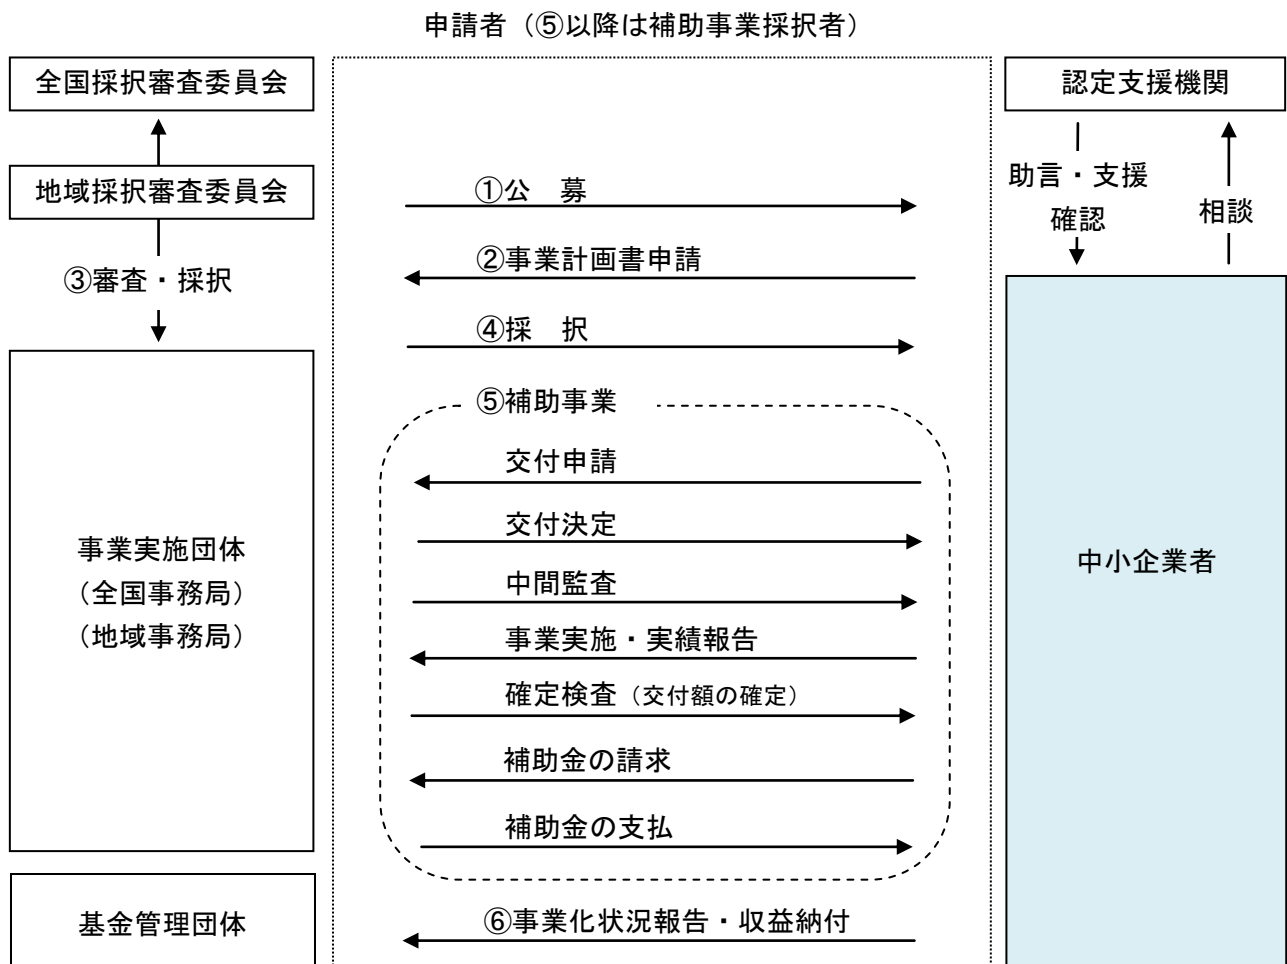 申請者（⑤以降は補助事業採択者）
全国採択審査委員会
地域採択審査委員会
③審査・採択
事業実施団体
（全国事務局）
（地域事務局）
基金管理団体
①公　募
②事業計画書申請
④採　択
⑤補助事業
交付申請
交付決定
中間監査
事業実施・実績報告
確定検査（交付額の確定）
補助金の請求
補助金の支払
⑥事業化状況報告・収益納付
認定支援機関
助言・支援
確認
相談
中小企業者